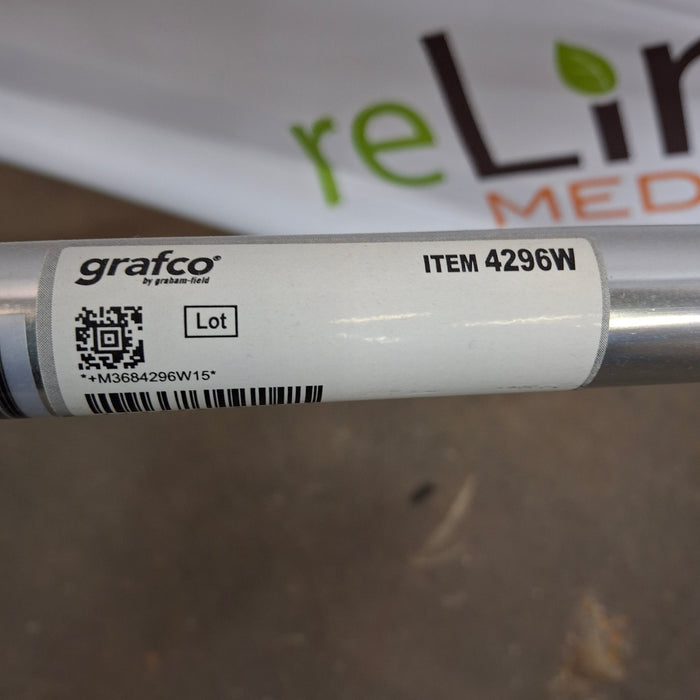 reLin
MED
grafco®
by graham-field
ITEM 4296W
Lot
*+M3684296W15*